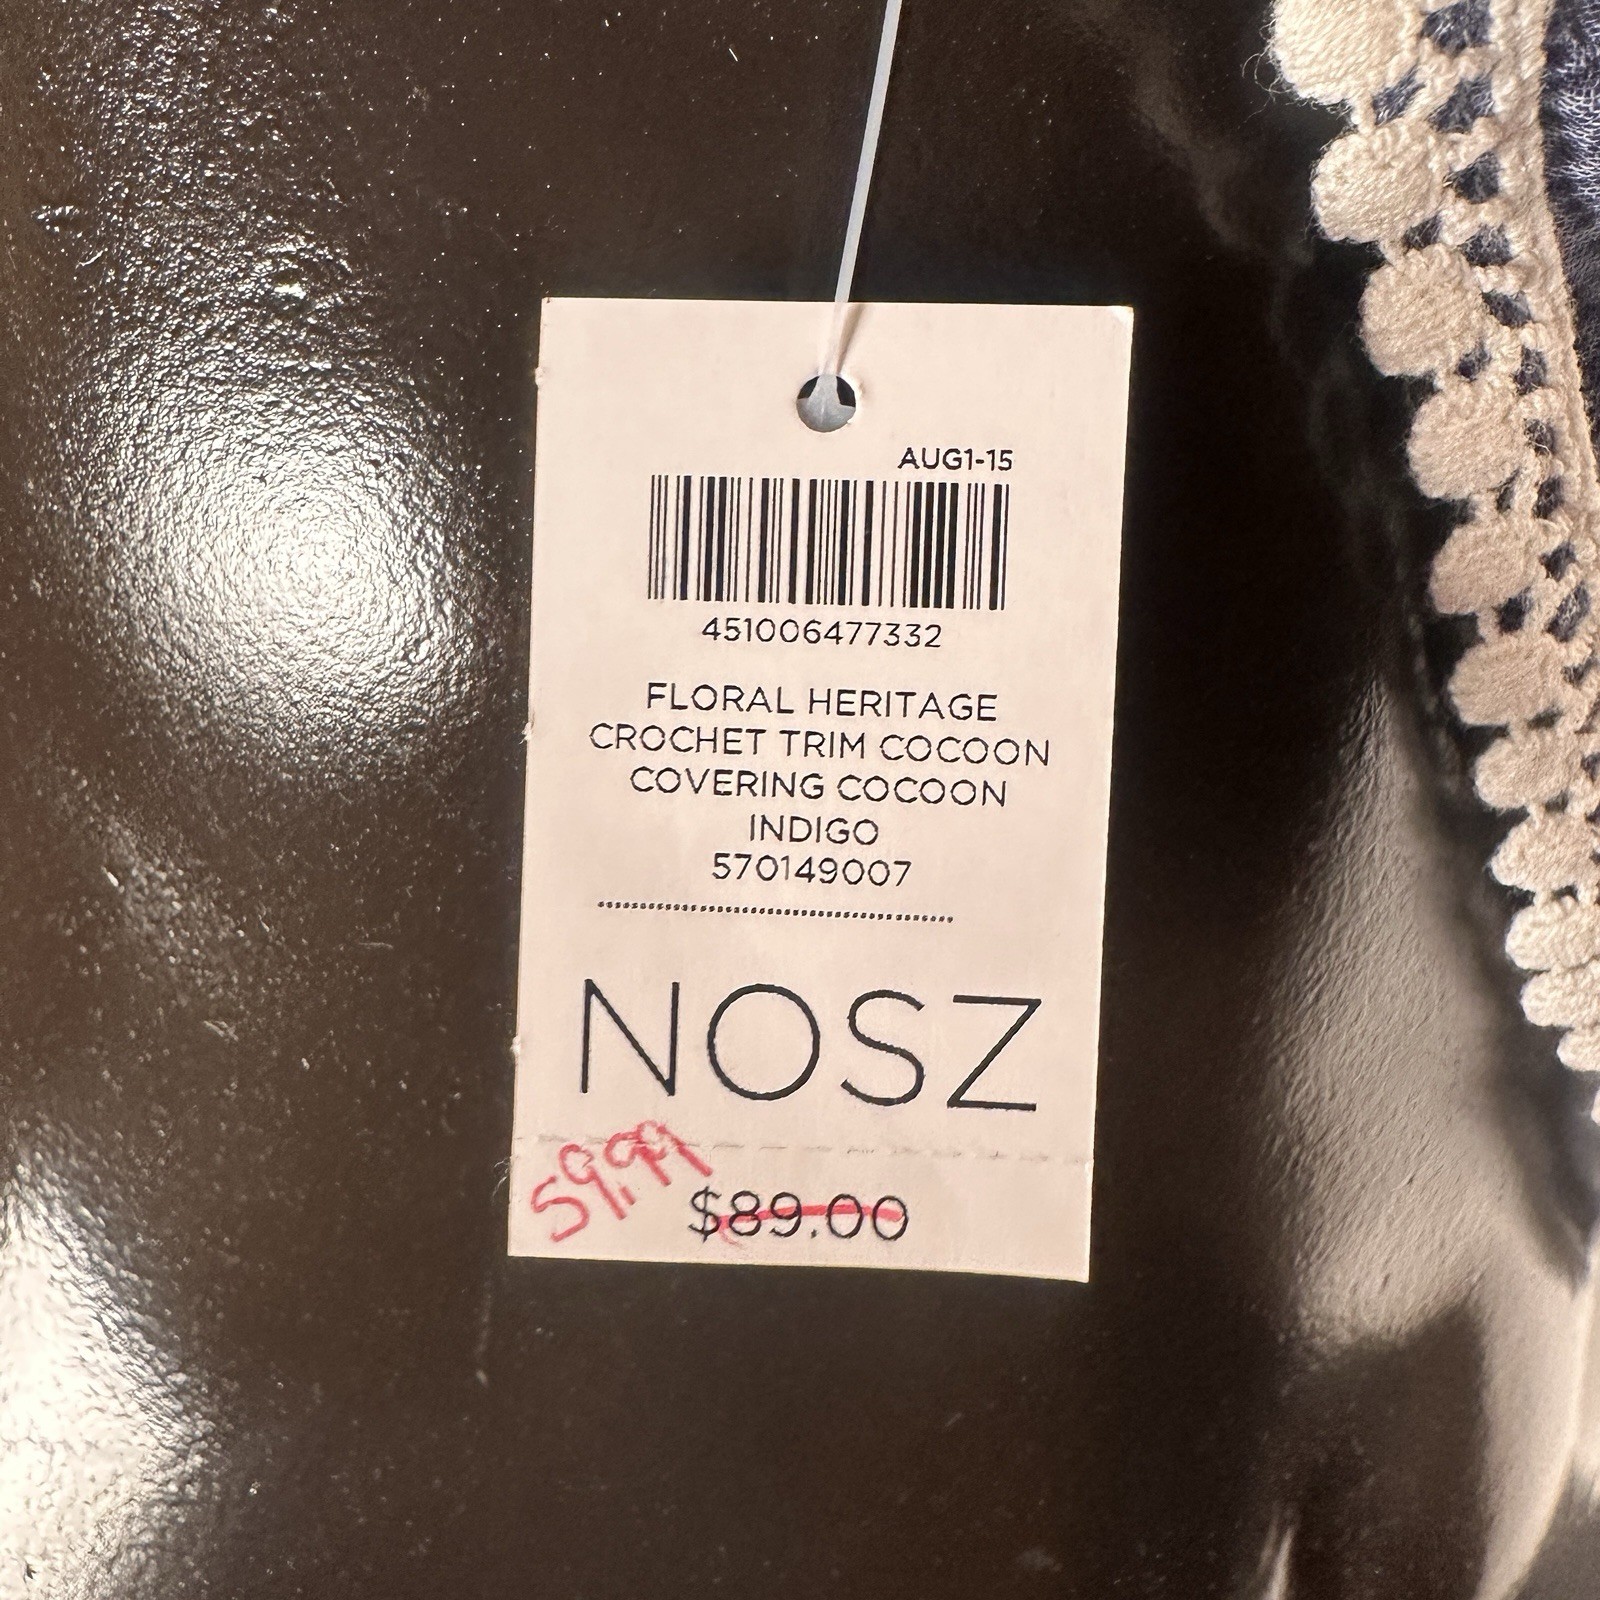 AUG1-15
451006477332
FLORAL HERITAGE
CROCHET TRIM COCOON
COVERING COCOON
INDIGO
570149007
NOSZ
59.99
$89.00